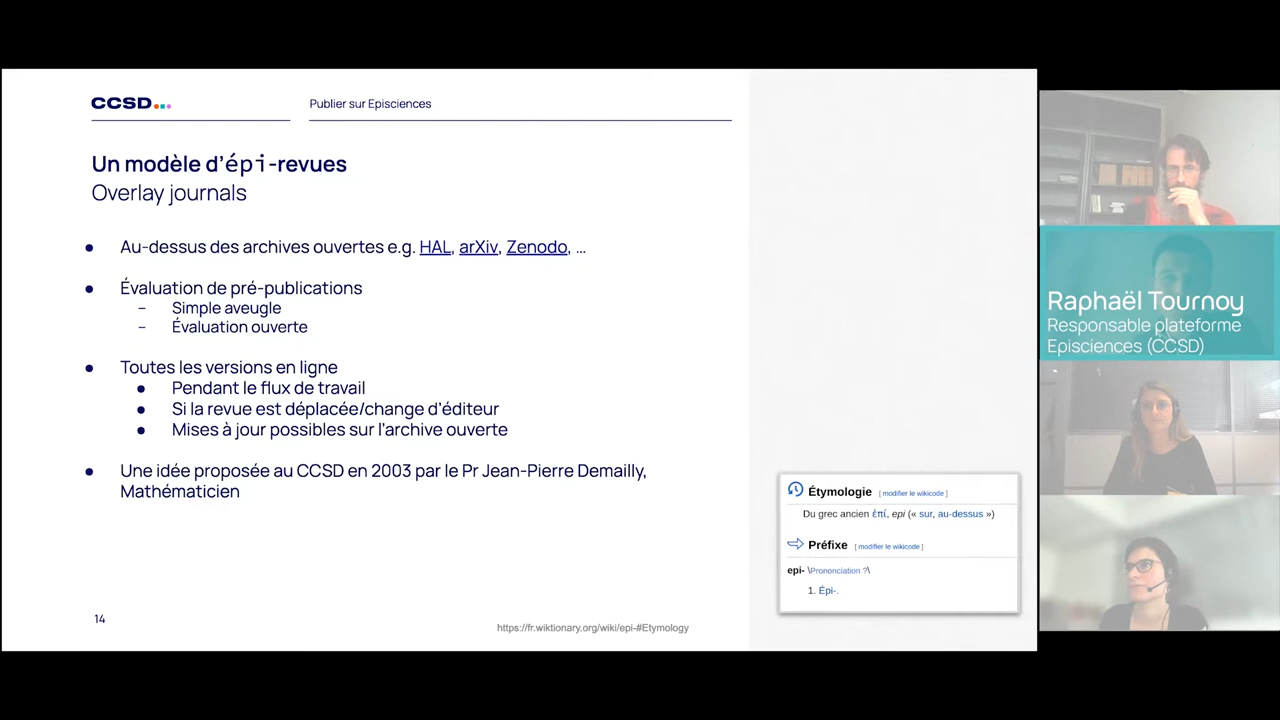 CCSD
Publier sur Episciences
Un modèle d’épi-revues
Overlay journals
● Au-dessus des archives ouvertes e.g. HAL, arXiv, Zenodo, ...
● Évaluation de pré-publications
– Simple aveugle
– Évaluation ouverte
● Toutes les versions en ligne
● Pendant le flux de travail
● Si la revue est déplacée/change d’éditeur
● Mises à jour possibles sur l'archive ouverte
● Une idée proposée au CCSD en 2003 par le Pr Jean-Pierre Demailly,
Mathématicien
14
https://fr.wiktionary.org/wiki/epi-#Etymology
Étymologie [ modifier le wikicode ]
Du grec ancien ἐπί, epi (« sur, au-dessus »)
Préfixe [ modifier le wikicode ]
epi- \Prononciation ?\
1. Épi-.
Raphaël Tournoy
Responsable plateforme
Episciences (CCSD)